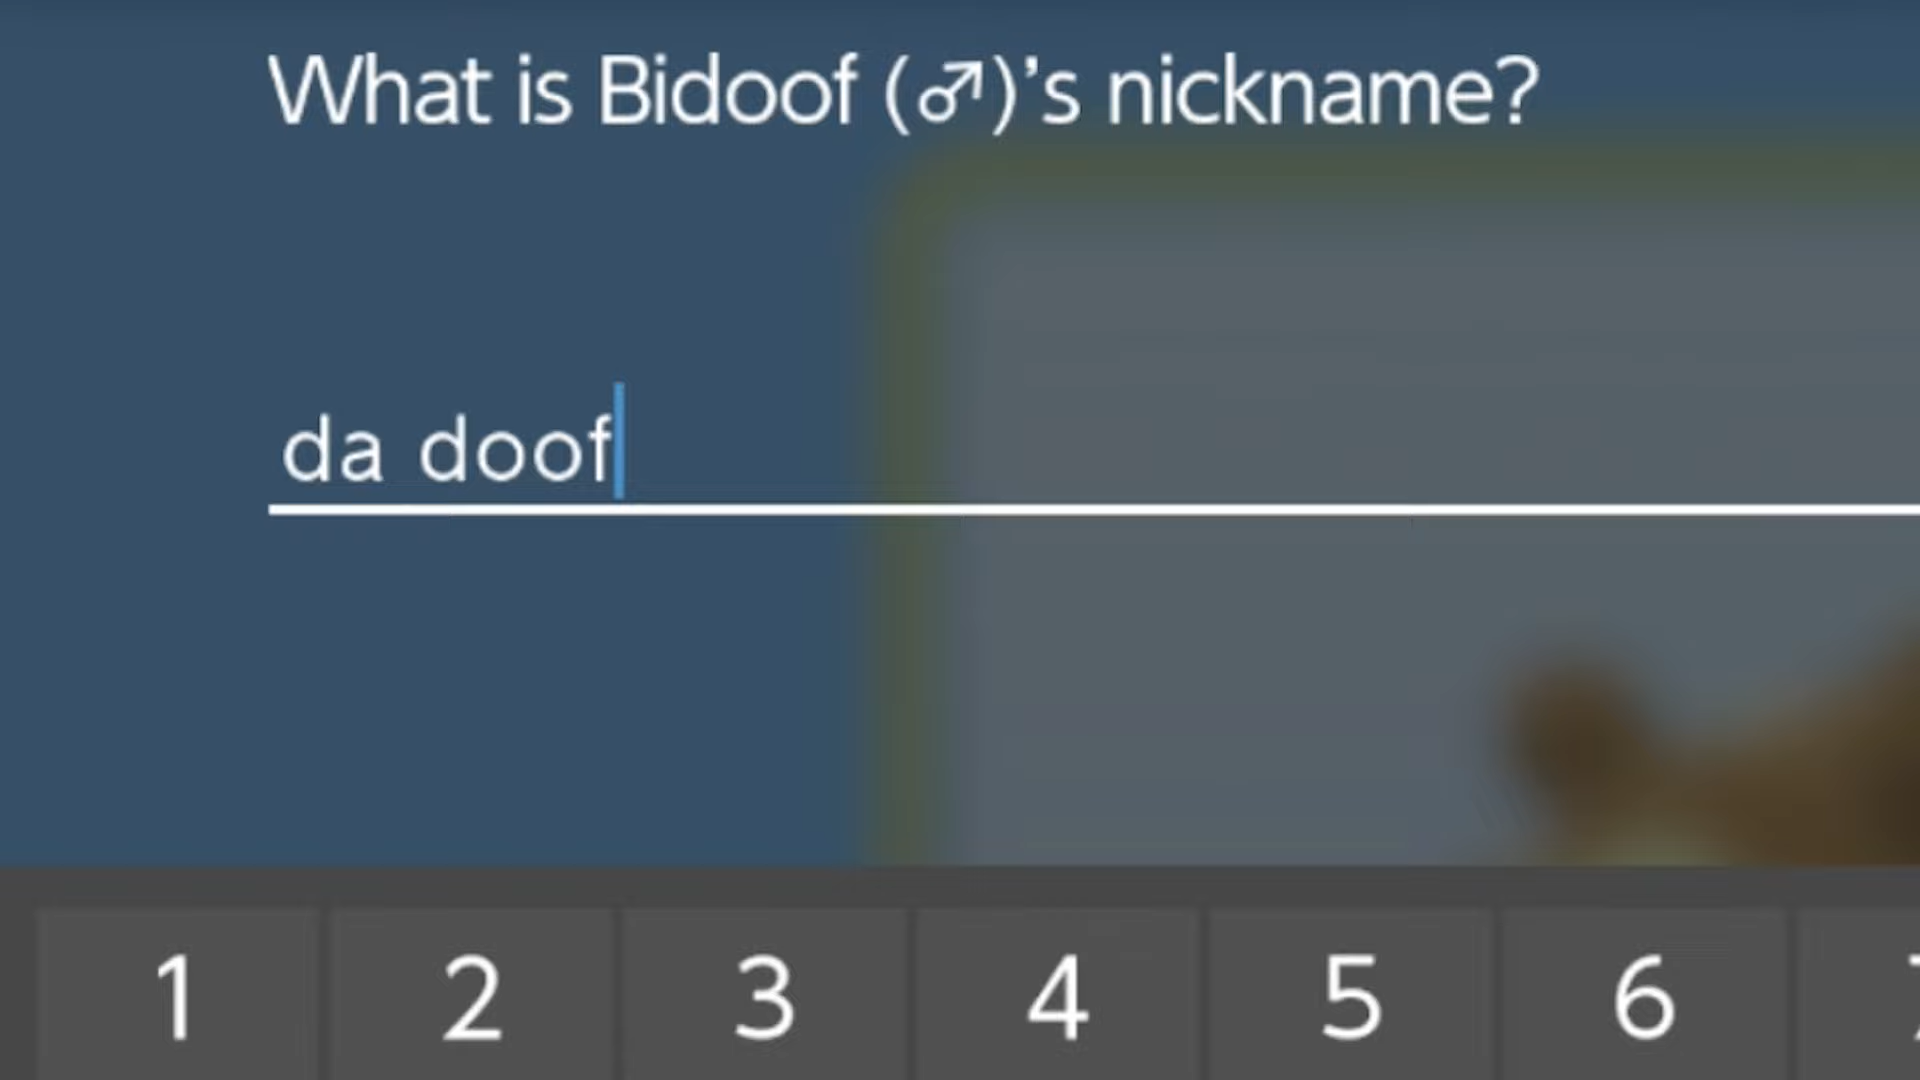 What is Bidoof (♂)'s nickname?
da doof
1 2 3 4 5 6